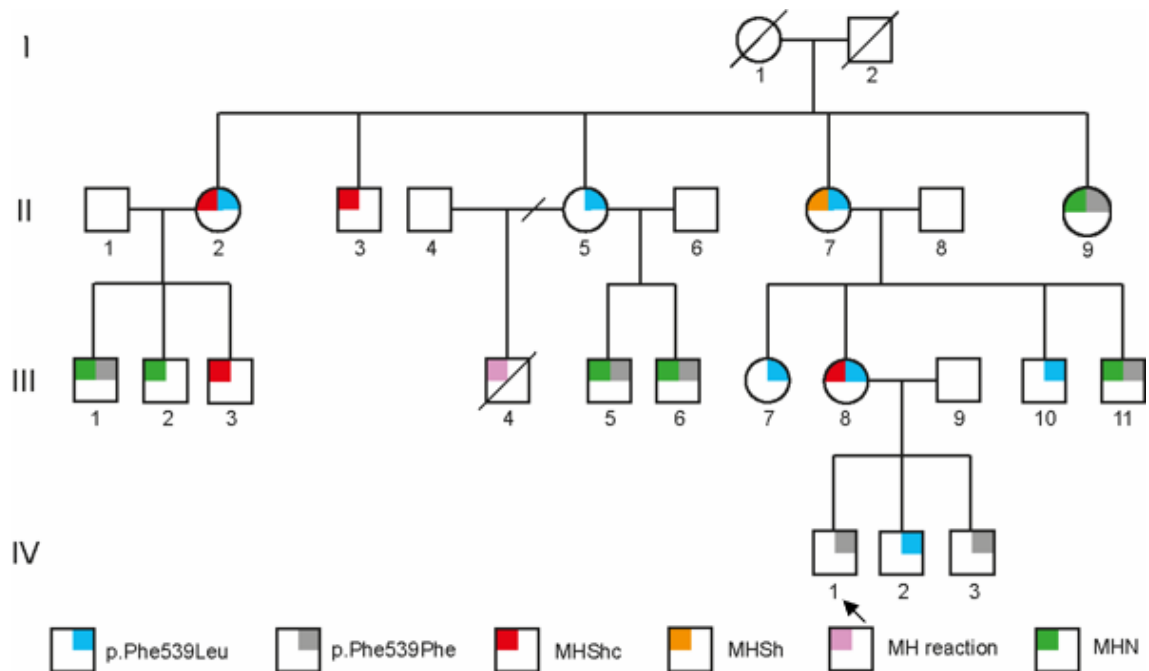 I
1 2
II
1 2 3 4 5 6 7 8 9
III
1 2 3 4 5 6 7 8 9 10 11
IV
1 2 3
p.Phe539Leu p.Phe539Phe MHShc MHSh MH reaction MHN